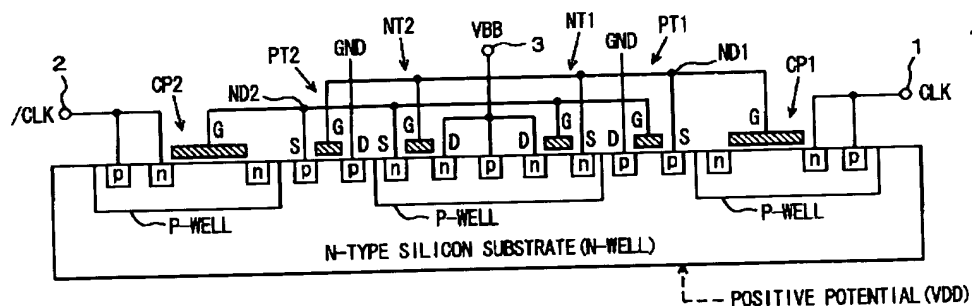 NT2 VBB 3 NT1 GND PT1
2 PT2 GND ND1 1
CP2 ND2 CP1
/CLK CLK
G S G D S G D D G S D G S G
p n n p p n n p n n p p n n p
P-WELL P-WELL P-WELL
N-TYPE SILICON SUBSTRATE(N-WELL)
POSITIVE POTENTIAL(VDD)